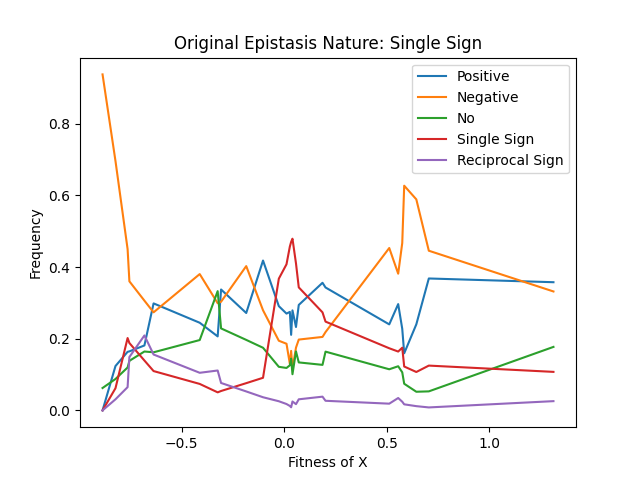 Original Epistasis Nature: Single Sign
Positive
Negative
No
Single Sign
Reciprocal Sign
Frequency
0.8
0.6
0.4
0.2
0.0
−0.5
0.0
0.5
1.0
Fitness of X